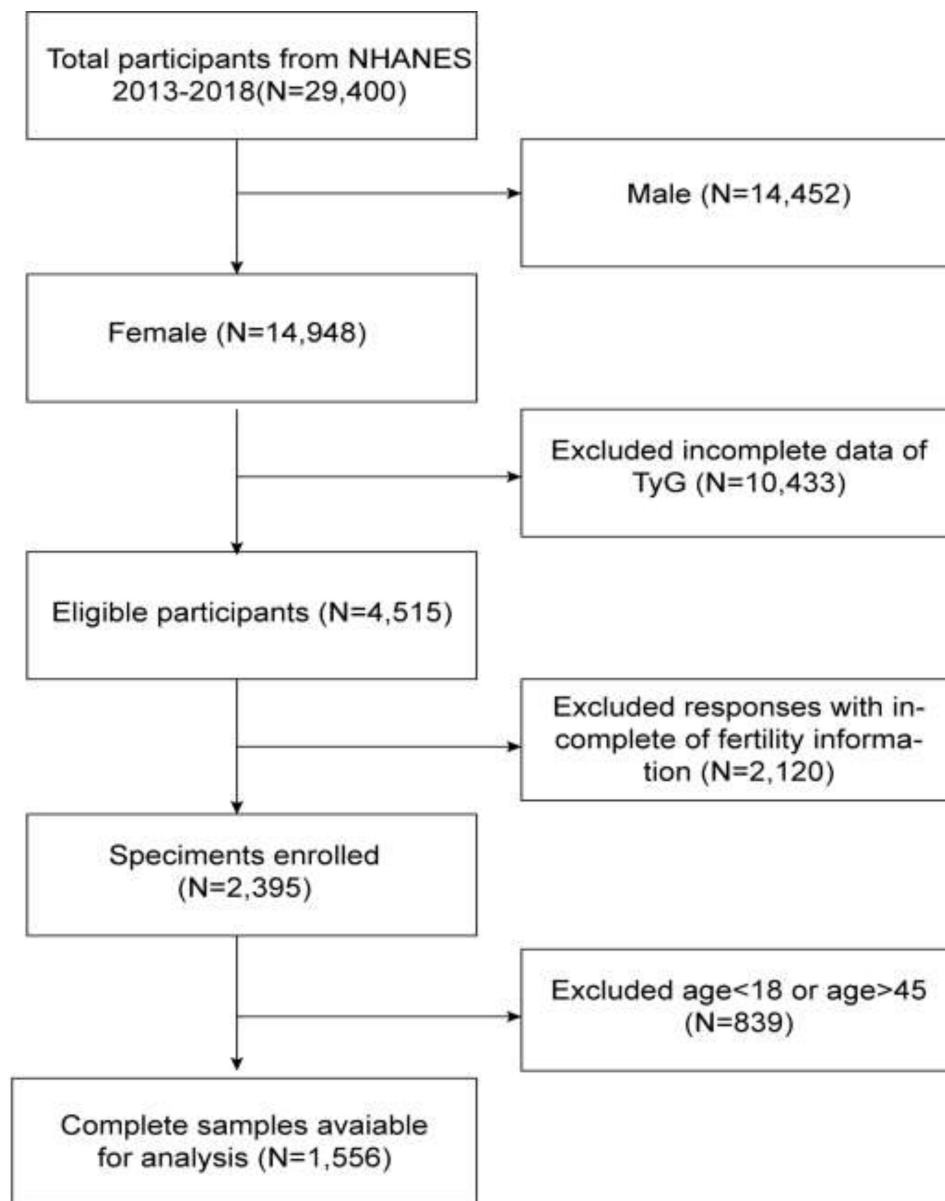 Total participants from NHANES
2013-2018(N=29,400)
Male (N=14,452)
Female (N=14,948)
Excluded incomplete data of
TyG (N=10,433)
Eligible participants (N=4,515)
Excluded responses with in-
complete of fertility informa-
tion (N=2,120)
Speciments enrolled
(N=2,395)
Excluded age<18 or age>45
(N=839)
Complete samples avaiable
for analysis (N=1,556)